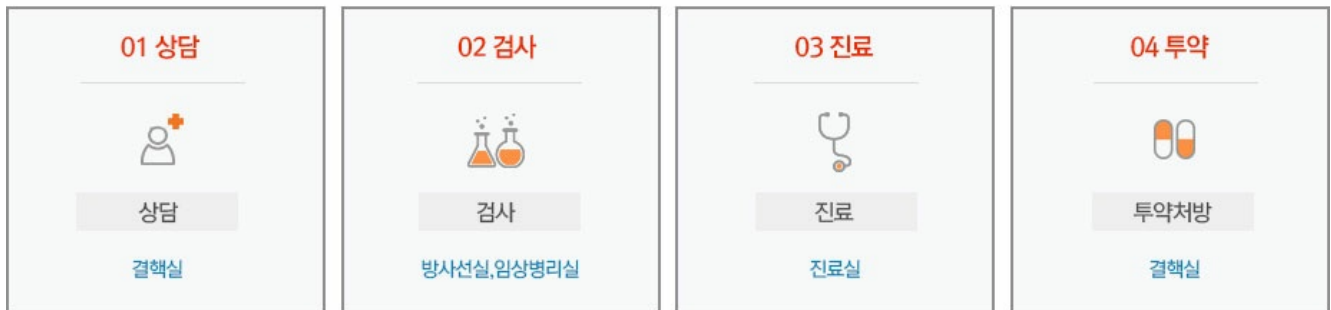 01 상담
상담
결핵실
02 검사
검사
방사선실,임상병리실
03 진료
진료
진료실
04 투약
투약처방
결핵실